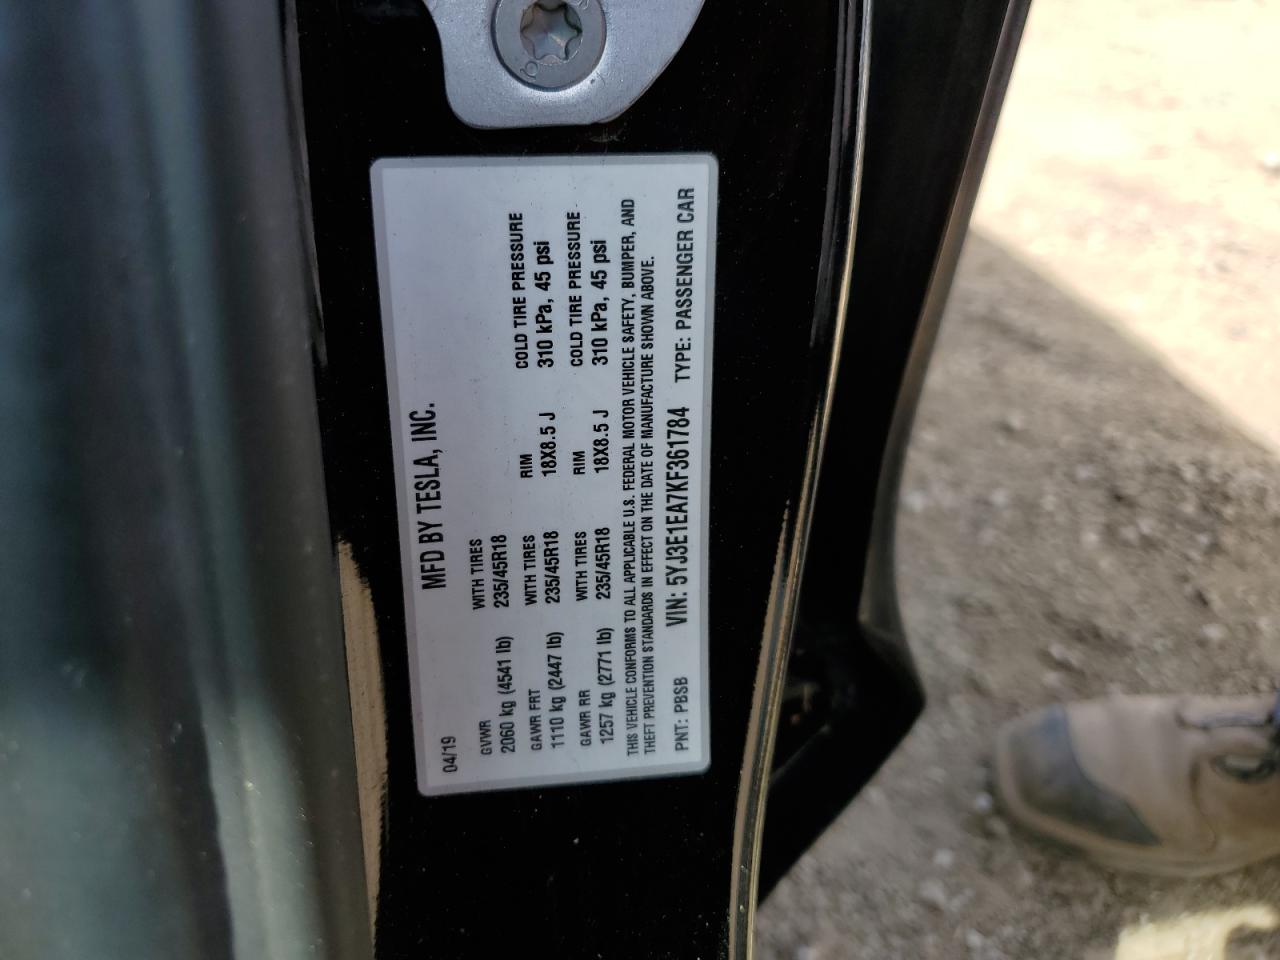 04/19 MFD BY TESLA, INC.
GVWR WITH TIRES RIM COLD TIRE PRESSURE
2060 kg (4541 lb) 235/45R18 18X8.5 J 310 kPa, 45 psi
GAWR FRT WITH TIRES RIM COLD TIRE PRESSURE
1110 kg (2447 lb) 235/45R18 18X8.5 J 310 kPa, 45 psi
GAWR RR WITH TIRES
1257 kg (2771 lb) 235/45R18
THIS VEHICLE CONFORMS TO ALL APPLICABLE U.S. FEDERAL MOTOR VEHICLE SAFETY, BUMPER, AND
THEFT PREVENTION STANDARDS IN EFFECT ON THE DATE OF MANUFACTURE SHOWN ABOVE.
PNT: PBSB VIN: 5YJ3E1EA7KF361784 TYPE: PASSENGER CAR